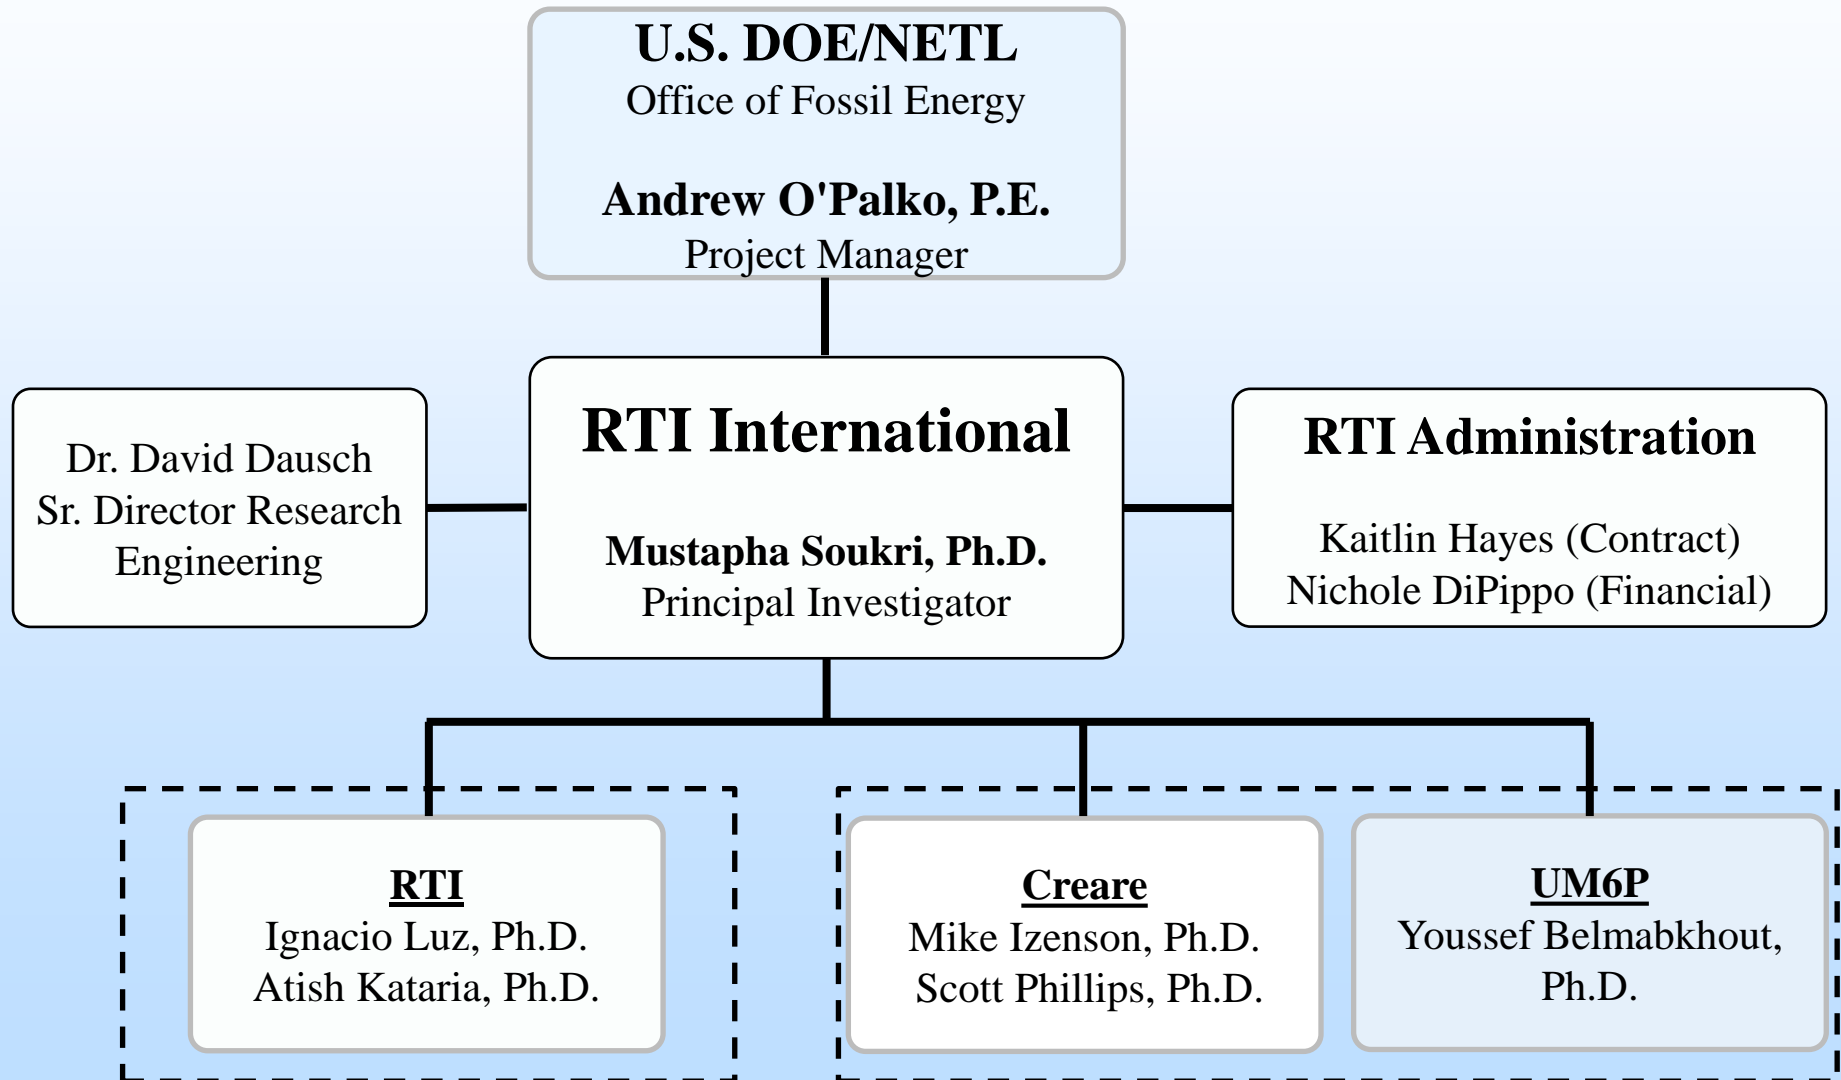 U.S. DOE/NETL
Office of Fossil Energy
Andrew O'Palko, P.E.
Project Manager
Dr. David Dausch
Sr. Director Research
Engineering
RTI International
Mustapha Soukri, Ph.D.
Principal Investigator
RTI Administration
Kaitlin Hayes (Contract)
Nichole DiPippo (Financial)
RTI
Ignacio Luz, Ph.D.
Atish Kataria, Ph.D.
Creare
Mike Izenson, Ph.D.
Scott Phillips, Ph.D.
UM6P
Youssef Belmabkhout,
Ph.D.